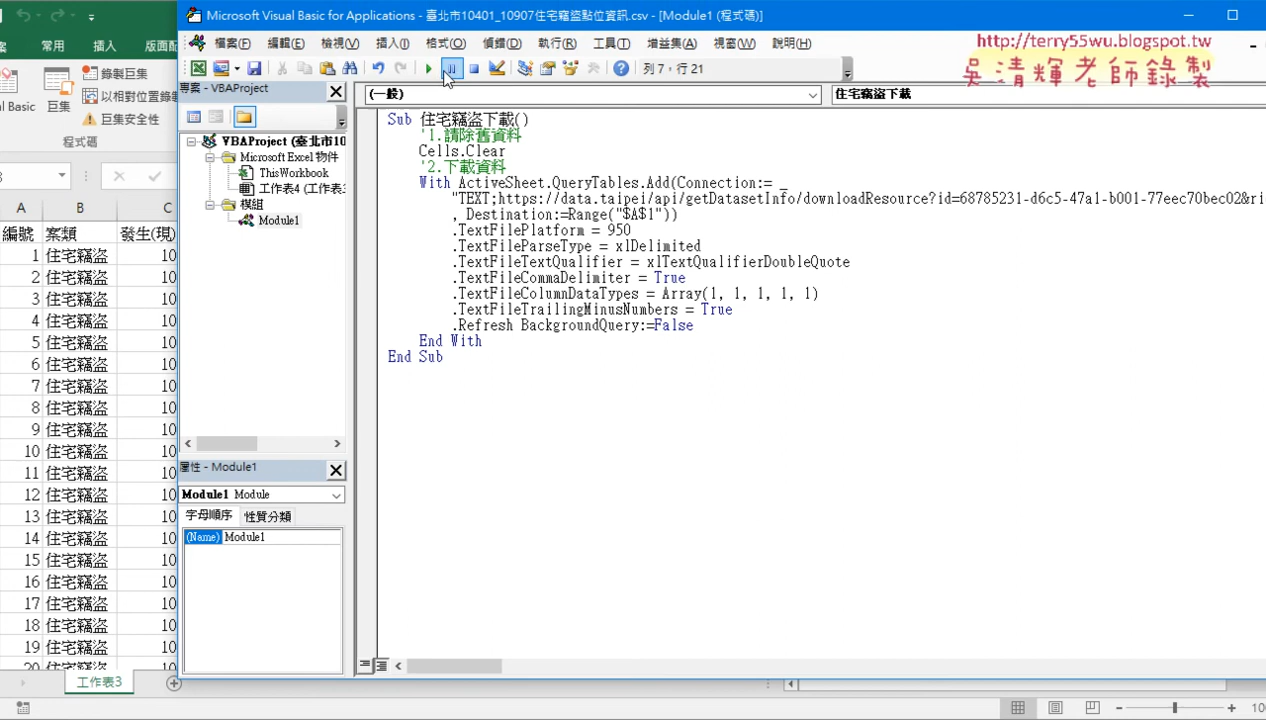 Microsoft Visual Basic for Applications - 臺北市10401_10907住宅竊盜點位資訊.csv - [Module1 (程式碼)]
http://terry55wu.blogspot.tw
吳清輝老師錄製
檔案(F) 編輯(E) 檢視(V) 插入(I) 格式(O) 偵錯(D) 執行(R) 工具(T) 增益集(A) 視窗(W) 說明(H)
列 7，行 21
常用 插入 版面配
錄製巨集
以相對位置錄
巨集安全性
巨集
程式碼
專案 - VBAProject
VBAProject (臺北市10
Microsoft Excel 物件
ThisWorkbook
工作表4 (工作表
模組
Module1
(一般)
住宅竊盜下載
Sub 住宅竊盜下載()
'1.請除舊資料
Cells.Clear
'2.下載資料
With ActiveSheet.QueryTables.Add(Connection:= _
"TEXT;https://data.taipei/api/getDatasetInfo/downloadResource?id=68785231-d6c5-47a1-b001-77eec70bec02&ri
, Destination:=Range("$A$1"))
.TextFilePlatform = 950
.TextFileParseType = xlDelimited
.TextFileTextQualifier = xlTextQualifierDoubleQuote
.TextFileCommaDelimiter = True
.TextFileColumnDataTypes = Array(1, 1, 1, 1, 1)
.TextFileTrailingMinusNumbers = True
.Refresh BackgroundQuery:=False
End With
End Sub
屬性 - Module1
Module1 Module
字母順序 性質分類
(Name) Module1
A B C
編號 案類 發生(現)
1 住宅竊盜 10
2 住宅竊盜 10
3 住宅竊盜 10
4 住宅竊盜 10
5 住宅竊盜 10
6 住宅竊盜 10
7 住宅竊盜 10
8 住宅竊盜 10
9 住宅竊盜 10
10 住宅竊盜 10
11 住宅竊盜 10
12 住宅竊盜 10
13 住宅竊盜 10
14 住宅竊盜 10
15 住宅竊盜 10
16 住宅竊盜 10
17 住宅竊盜 10
18 住宅竊盜 10
19 住宅竊盜 10
20 住宅竊盜 10
工作表3